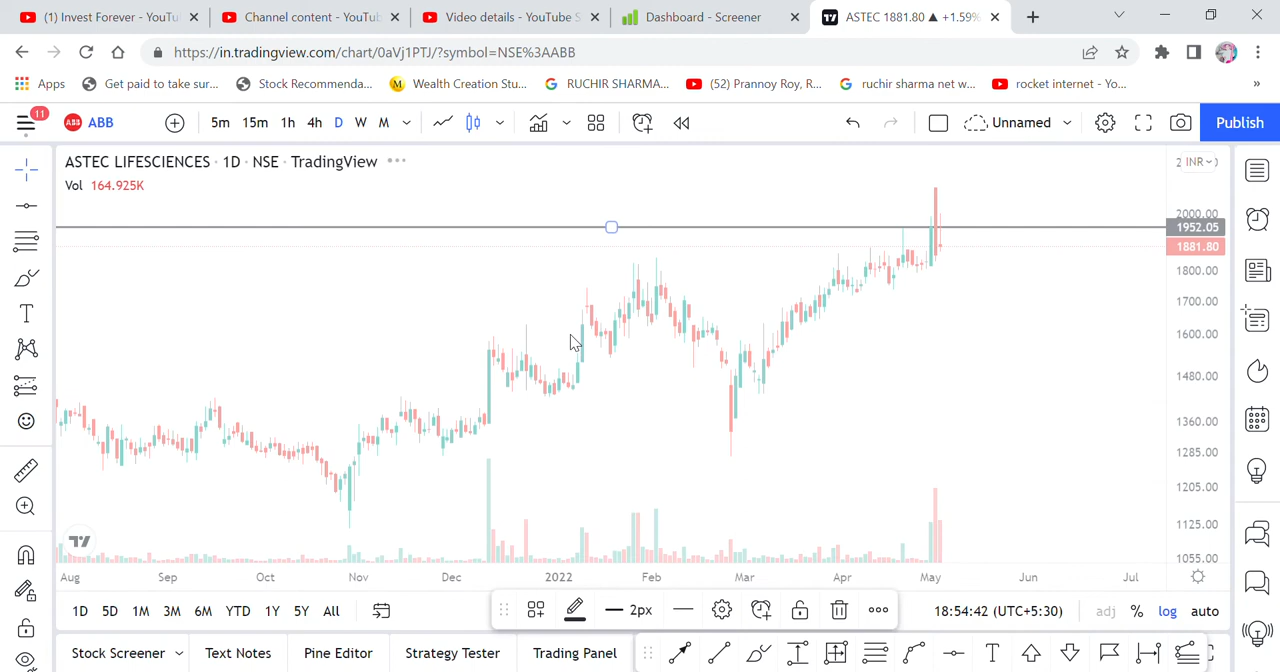 (1) Invest Forever - YouTu
Channel content - YouTub
Video details - YouTube S
Dashboard - Screener
ASTEC 1881.80 ▲ +1.59%
https://in.tradingview.com/chart/0aVj1PTJ/?symbol=NSE%3AABB
Apps
Get paid to take sur...
Stock Recommenda...
Wealth Creation Stu...
RUCHIR SHARMA...
(52) Prannoy Roy, R...
ruchir sharma net w...
rocket internet - Yo...
»
11
ABB ABB
5m 15m 1h 4h D W M
Unnamed
Publish
ASTEC LIFESCIENCES · 1D · NSE · TradingView
Vol 164.925K
INR
2000.00
1952.05
1881.80
1800.00
1700.00
1600.00
1480.00
1360.00
1285.00
1205.00
1125.00
1055.00
Aug Sep Oct Nov Dec 2022 Feb Mar Apr May Jun Jul
1D 5D 1M 3M 6M YTD 1Y 5Y All
2px
18:54:42 (UTC+5:30)
adj % log auto
Stock Screener
Text Notes
Pine Editor
Strategy Tester
Trading Panel